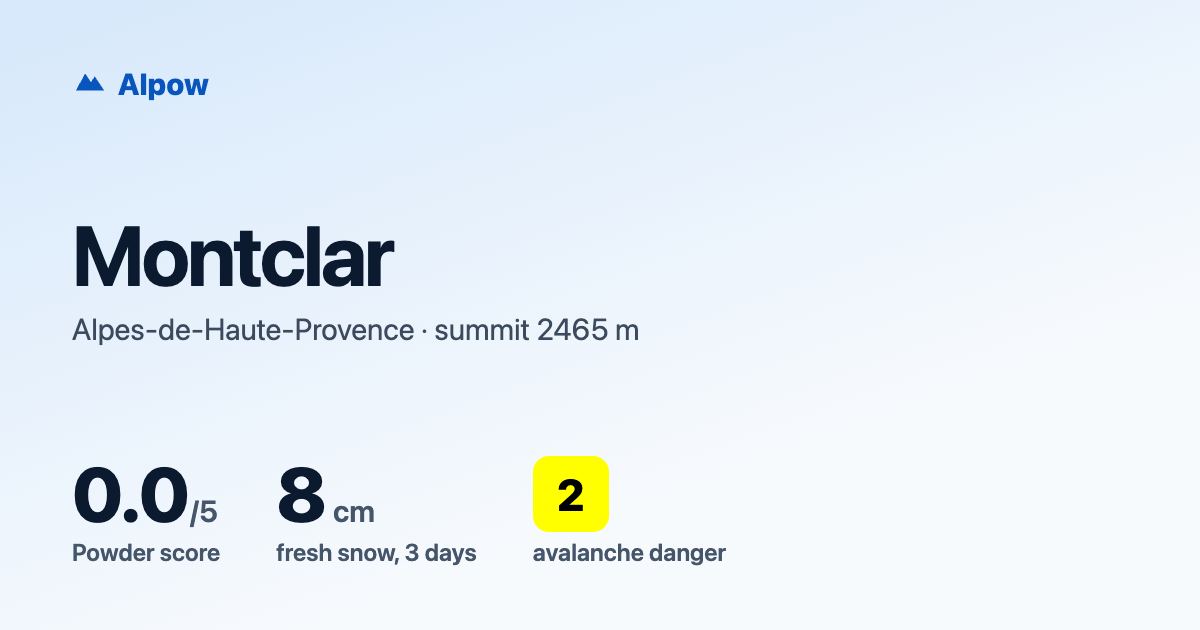 Alpow
Montclar
Alpes-de-Haute-Provence · summit 2465 m
0.0/5 8 cm 2
Powder score fresh snow, 3 days avalanche danger